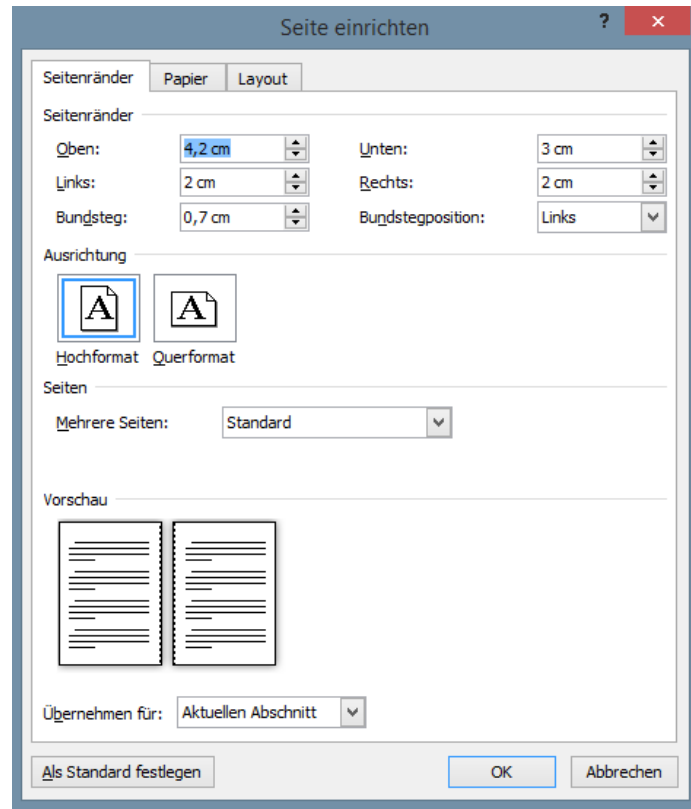 Seite einrichten ?
Seitenränder Papier Layout
Seitenränder
Oben: 4,2 cm Unten: 3 cm
Links: 2 cm Rechts: 2 cm
Bundsteg: 0,7 cm Bundstegposition: Links
Ausrichtung
A A
Hochformat Querformat
Seiten
Mehrere Seiten: Standard
Vorschau
Übernehmen für: Aktuellen Abschnitt
Als Standard festlegen OK Abbrechen